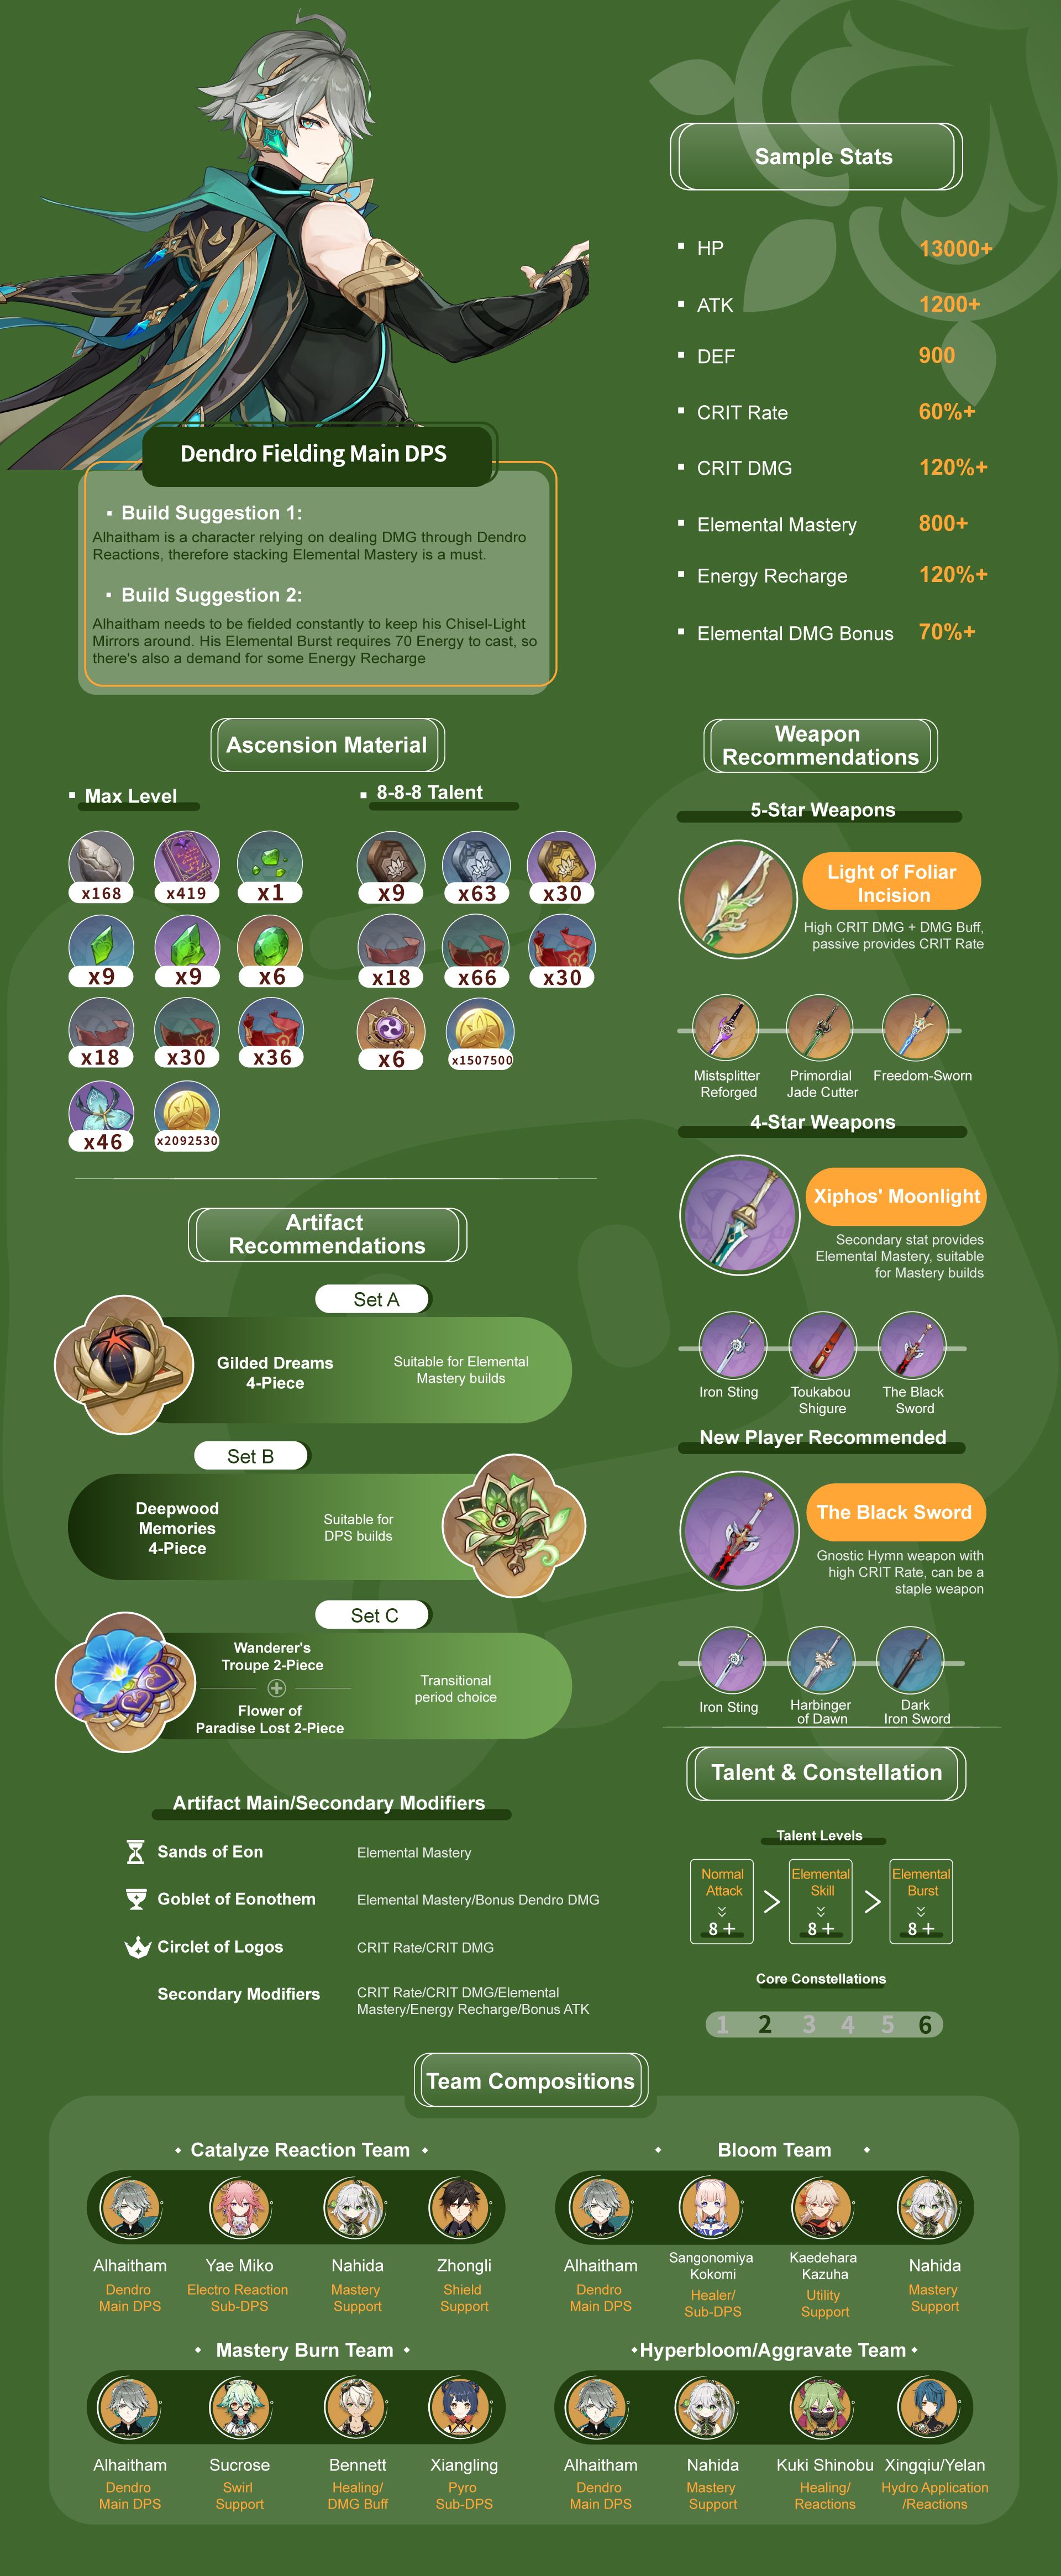 Sample Stats
HP 13000+
ATK 1200+
DEF 900
CRIT Rate 60%+
CRIT DMG 120%+
Elemental Mastery 800+
Energy Recharge 120%+
Elemental DMG Bonus 70%+
Dendro Fielding Main DPS
Build Suggestion 1:
Alhaitham is a character relying on dealing DMG through Dendro
Reactions, therefore stacking Elemental Mastery is a must.
Build Suggestion 2:
Alhaitham needs to be fielded constantly to keep his Chisel-Light
Mirrors around. His Elemental Burst requires 70 Energy to cast, so
there's also a demand for some Energy Recharge
Ascension Material
Max Level
x168 x419 x1
x9 x9 x6
x18 x30 x36
x46 x2092530
8-8-8 Talent
x9 x63 x30
x18 x66 x30
x6 x1507500
Weapon
Recommendations
5-Star Weapons
Light of Foliar
Incision
High CRIT DMG + DMG Buff,
passive provides CRIT Rate
Mistsplitter
Reforged
Primordial
Jade Cutter
Freedom-Sworn
4-Star Weapons
Xiphos' Moonlight
Secondary stat provides
Elemental Mastery, suitable
for Mastery builds
Iron Sting
Toukabou
Shigure
The Black
Sword
New Player Recommended
The Black Sword
Gnostic Hymn weapon with
high CRIT Rate, can be a
staple weapon
Iron Sting
Harbinger
of Dawn
Dark
Iron Sword
Artifact
Recommendations
Set A
Gilded Dreams
4-Piece
Suitable for Elemental
Mastery builds
Set B
Deepwood
Memories
4-Piece
Suitable for
DPS builds
Set C
Wanderer's
Troupe 2-Piece
Flower of
Paradise Lost 2-Piece
Transitional
period choice
Artifact Main/Secondary Modifiers
Sands of Eon Elemental Mastery
Goblet of Eonothem Elemental Mastery/Bonus Dendro DMG
Circlet of Logos CRIT Rate/CRIT DMG
Secondary Modifiers CRIT Rate/CRIT DMG/Elemental
Mastery/Energy Recharge/Bonus ATK
Talent & Constellation
Talent Levels
Normal
Attack
8+
>
Elemental
Skill
8+
>
Elemental
Burst
8+
Core Constellations
1 2 3 4 5 6
Team Compositions
Catalyze Reaction Team
Alhaitham
Dendro
Main DPS
Yae Miko
Electro Reaction
Sub-DPS
Nahida
Mastery
Support
Zhongli
Shield
Support
Bloom Team
Alhaitham
Dendro
Main DPS
Sangonomiya
Kokomi
Healer/
Sub-DPS
Kaedehara
Kazuha
Utility
Support
Nahida
Mastery
Support
Mastery Burn Team
Alhaitham
Dendro
Main DPS
Sucrose
Swirl
Support
Bennett
Healing/
DMG Buff
Xiangling
Pyro
Sub-DPS
Hyperbloom/Aggravate Team
Alhaitham
Dendro
Main DPS
Nahida
Mastery
Support
Kuki Shinobu
Healing/
Reactions
Xingqiu/Yelan
Hydro Application
/Reactions